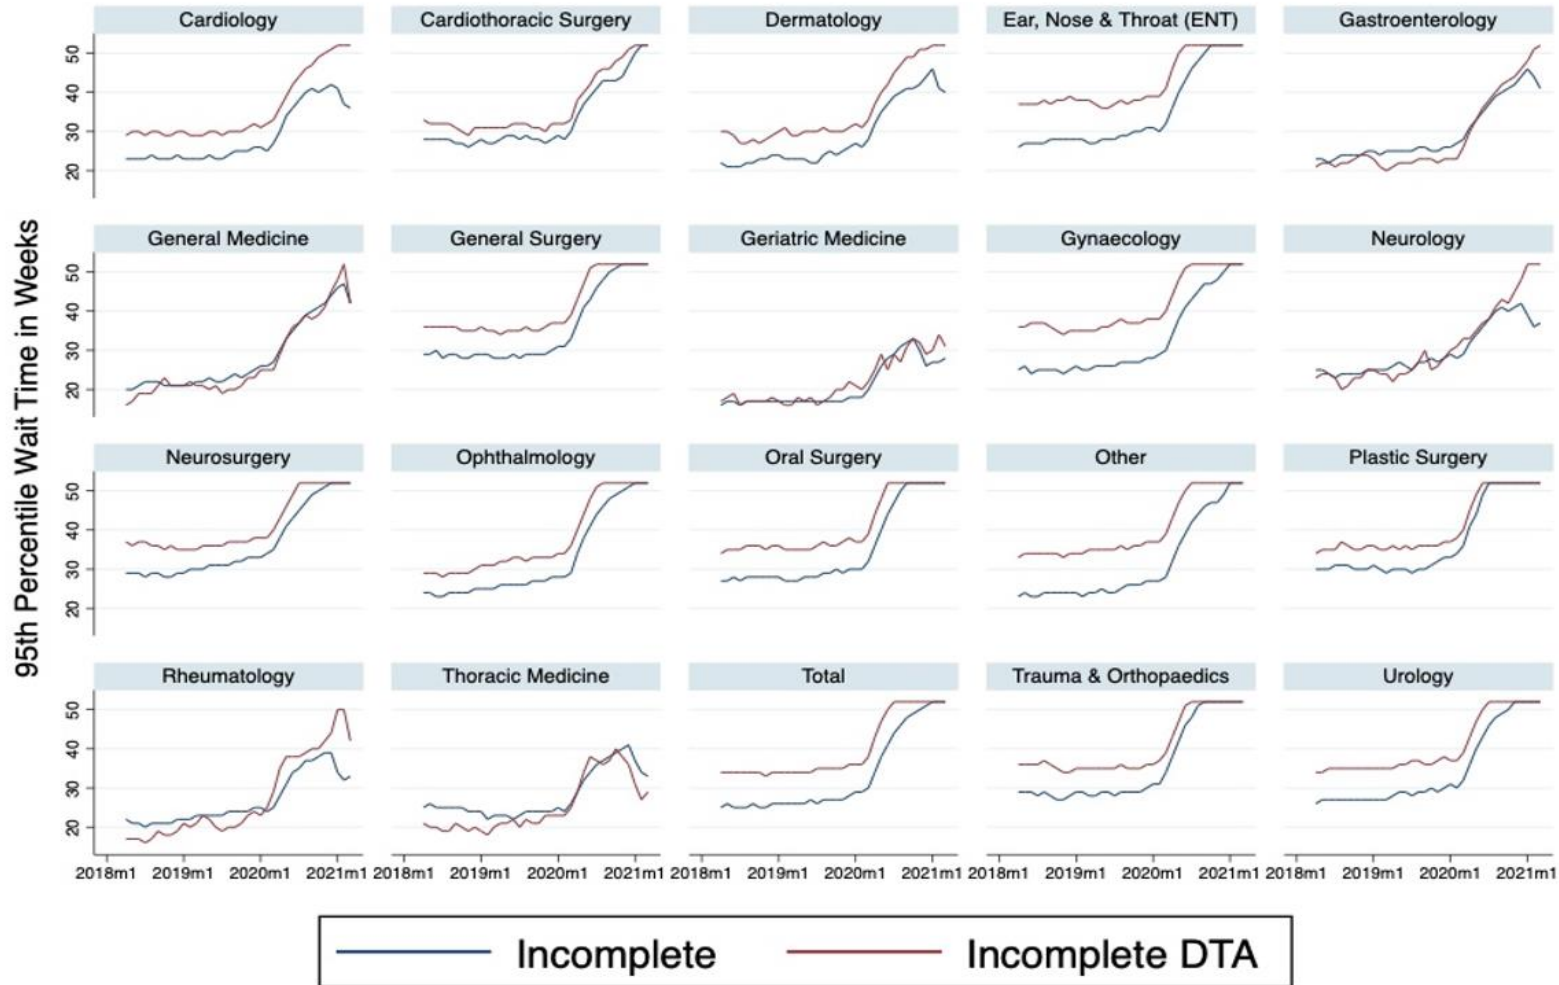 Cardiology
Cardiothoracic Surgery
Dermatology
Ear, Nose & Throat (ENT)
Gastroenterology
50
40
30
20
General Medicine
General Surgery
Geriatric Medicine
Gynaecology
Neurology
50
40
30
20
95th Percentile Wait Time in Weeks
Neurosurgery
Ophthalmology
Oral Surgery
Other
Plastic Surgery
50
40
30
20
Rheumatology
Thoracic Medicine
Total
Trauma & Orthopaedics
Urology
50
40
30
20
2018m1 2019m1 2020m1 2021m1 2018m1 2019m1 2020m1 2021m1 2018m1 2019m1 2020m1 2021m1 2018m1 2019m1 2020m1 2021m1 2018m1 2019m1 2020m1 2021m1
Incomplete
Incomplete DTA